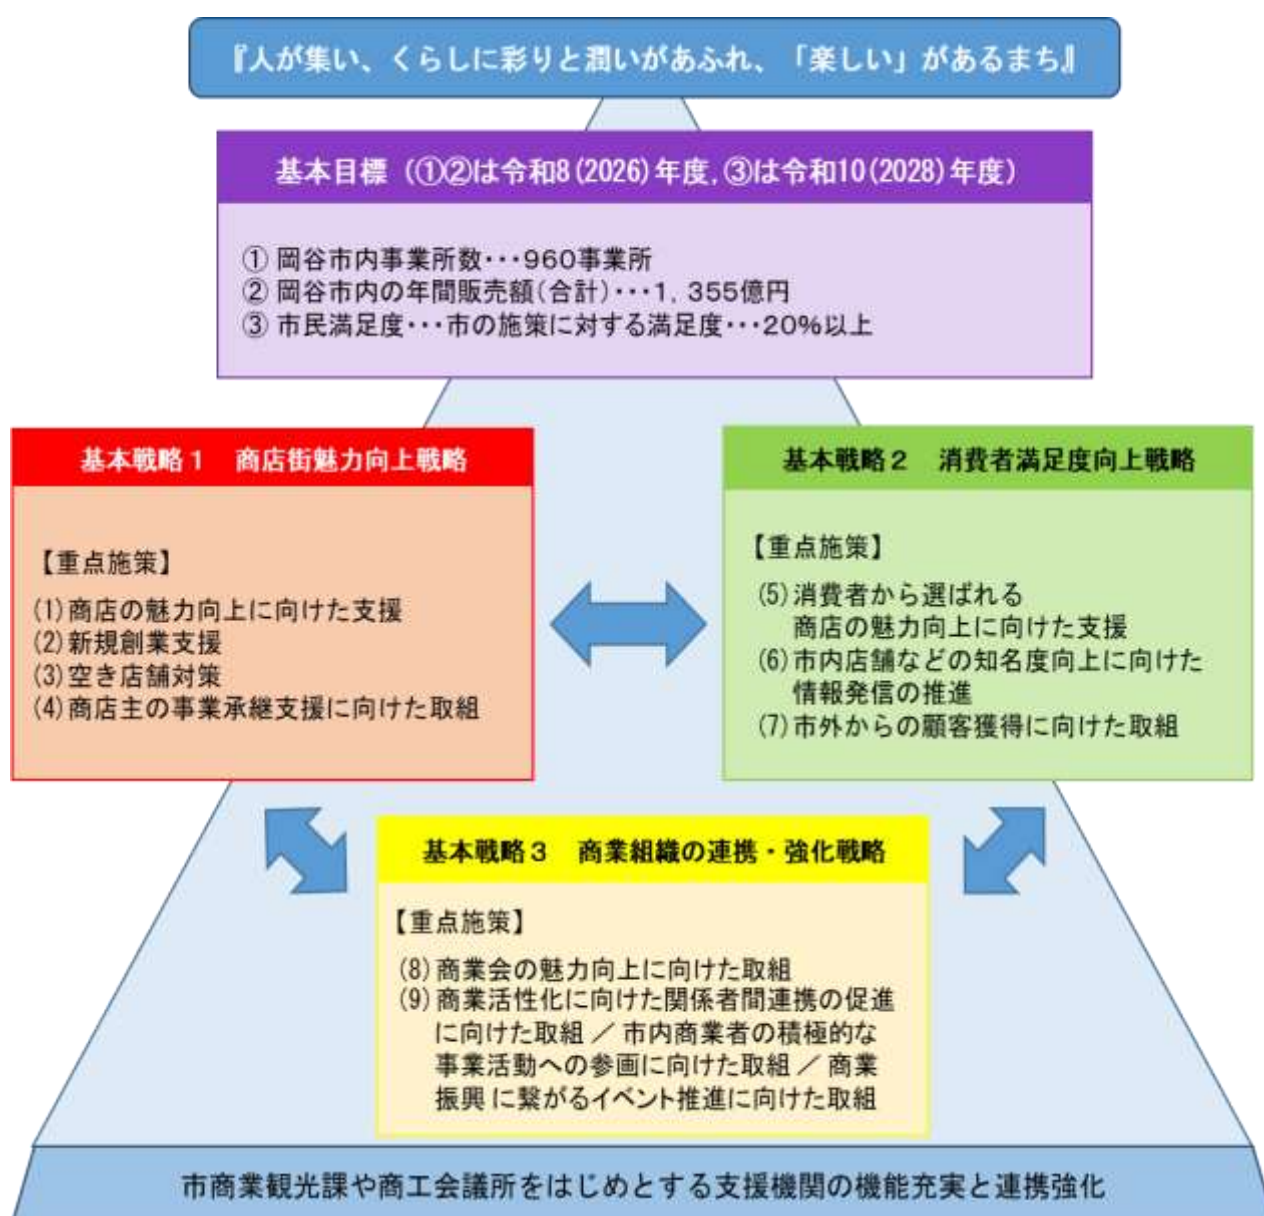 『人が集い、くらしに彩りと潤いがあふれ、「楽しい」があるまち』
基本目標（①②は令和8(2026)年度,③は令和10(2028)年度）
① 岡谷市内事業所数・・・960事業所
② 岡谷市内の年間販売額(合計)・・・1，355億円
③ 市民満足度・・・市の施策に対する満足度・・・20%以上
基本戦略１　商店街魅力向上戦略
【重点施策】
(1)商店の魅力向上に向けた支援
(2)新規創業支援
(3)空き店舗対策
(4)商店主の事業承継支援に向けた取組
基本戦略２　消費者満足度向上戦略
【重点施策】
(5)消費者から選ばれる
商店の魅力向上に向けた支援
(6)市内店舗などの知名度向上に向けた
情報発信の推進
(7)市外からの顧客獲得に向けた取組
基本戦略３　商業組織の連携・強化戦略
【重点施策】
(8)商業会の魅力向上に向けた取組
(9)商業活性化に向けた関係者間連携の促進
に向けた取組 ／ 市内商業者の積極的な
事業活動への参画に向けた取組 ／ 商業
振興 に繋がるイベント推進に向けた取組
市商業観光課や商工会議所をはじめとする支援機関の機能充実と連携強化